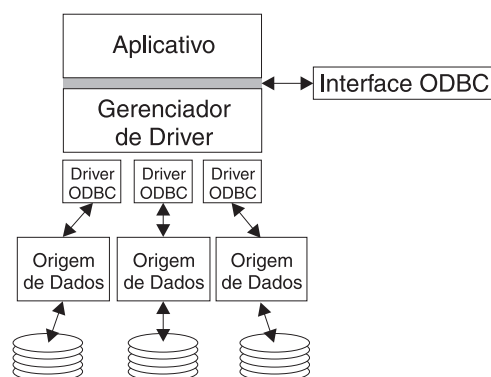 Aplicativo
Interface ODBC
Gerenciador
de Driver
Driver
ODBC
Driver
ODBC
Driver
ODBC
Origem
de Dados
Origem
de Dados
Origem
de Dados